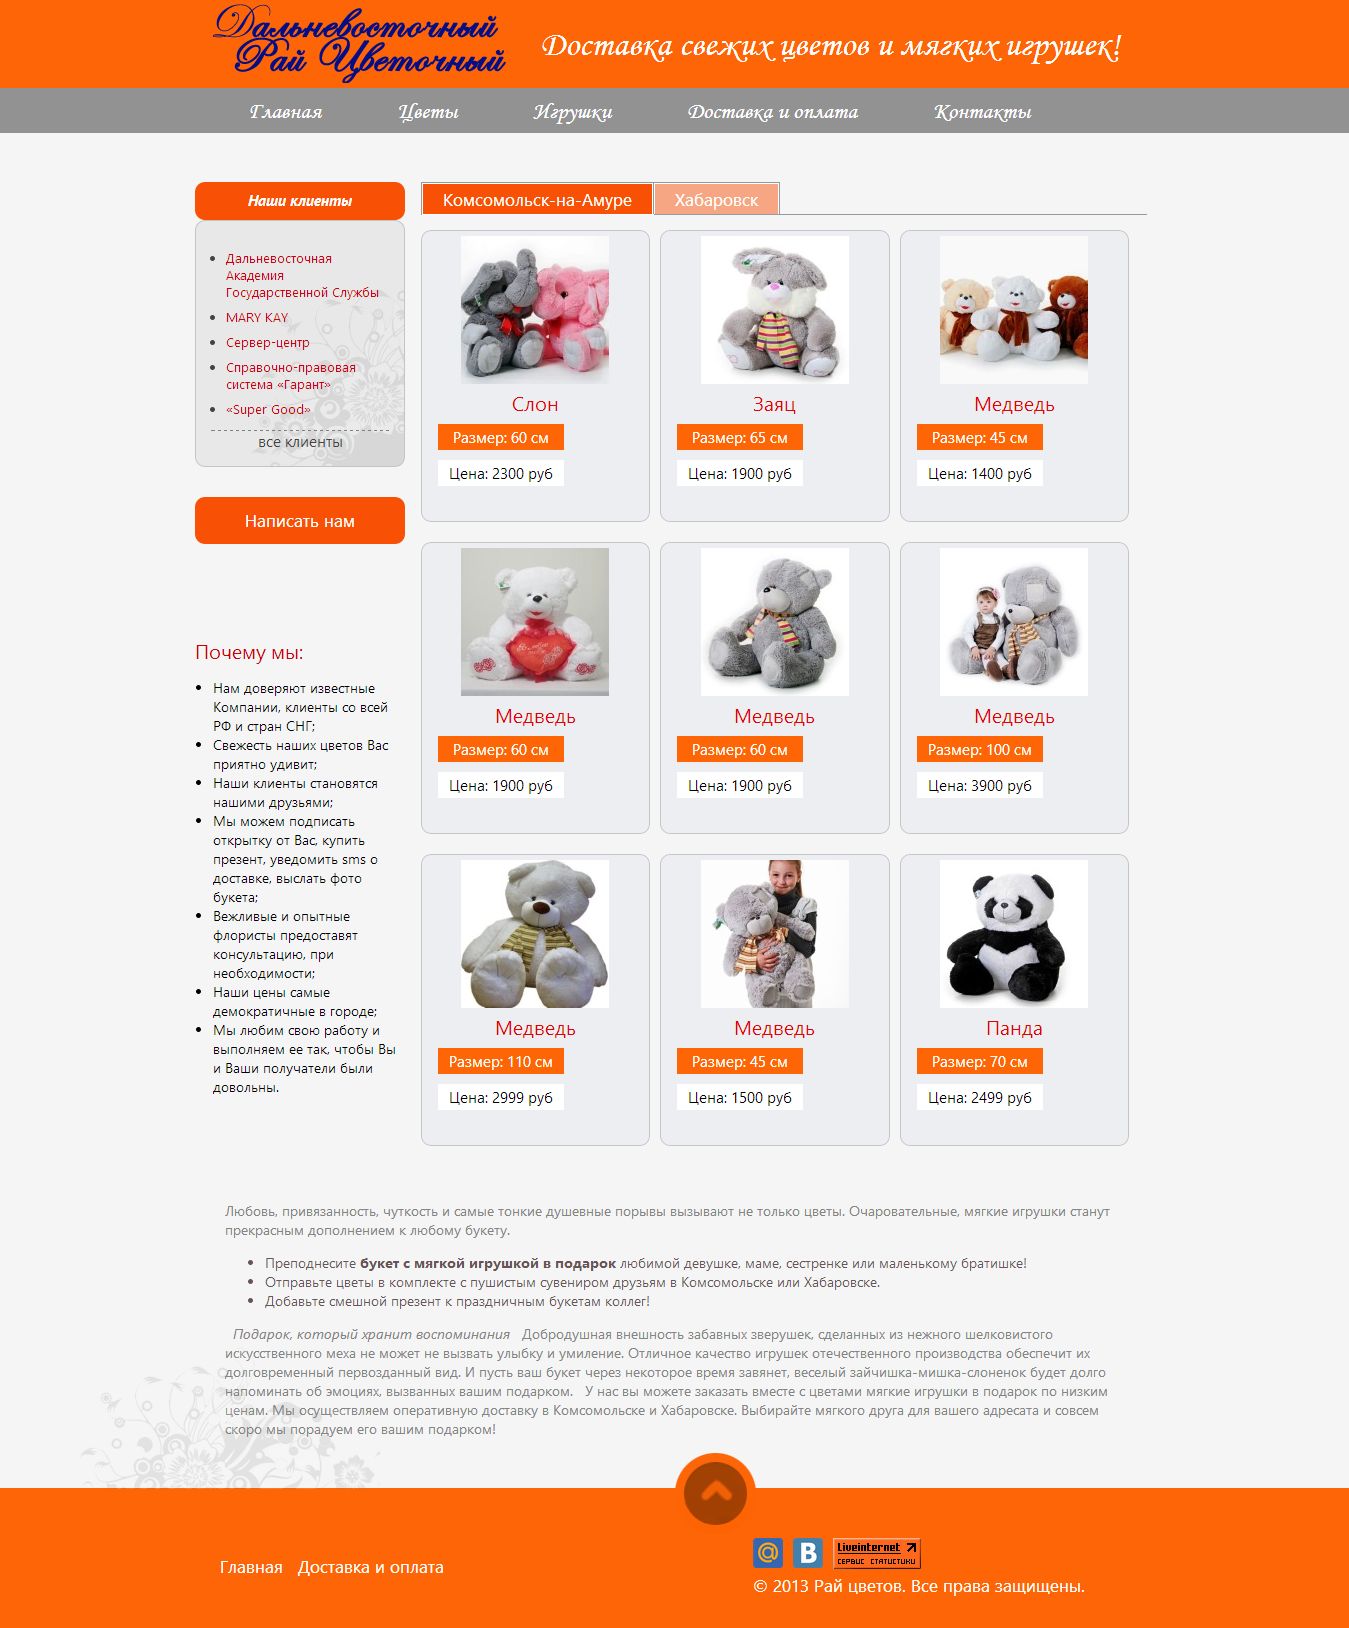 Дальневосточный
Рай Цветочный
Доставка свежих цветов и мягких игрушек!
Главная Цветы Игрушки Доставка и оплата Контакты
Наши клиенты
Дальневосточная
Академия
Государственной Службы
MARY KAY
Сервер-центр
Справочно-правовая
система «Гарант»
«Super Good»
все клиенты
Написать нам
Почему мы:
Нам доверяют известные
Компании, клиенты со всей
РФ и стран СНГ;
Свежесть наших цветов Вас
приятно удивит;
Наши клиенты становятся
нашими друзьями;
Мы можем подписать
открытку от Вас, купить
презент, уведомить sms о
доставке, выслать фото
букета;
Вежливые и опытные
флористы предоставят
консультацию, при
необходимости;
Наши цены самые
демократичные в городе;
Мы любим свою работу и
выполняем ее так, чтобы Вы
и Ваши получатели были
довольны.
Комсомольск-на-Амуре Хабаровск
Слон
Размер: 60 см
Цена: 2300 руб
Заяц
Размер: 65 см
Цена: 1900 руб
Медведь
Размер: 45 см
Цена: 1400 руб
Медведь
Размер: 60 см
Цена: 1900 руб
Медведь
Размер: 60 см
Цена: 1900 руб
Медведь
Размер: 100 см
Цена: 3900 руб
Медведь
Размер: 110 см
Цена: 2999 руб
Медведь
Размер: 45 см
Цена: 1500 руб
Панда
Размер: 70 см
Цена: 2499 руб
Любовь, привязанность, чуткость и самые тонкие душевные порывы вызывают не только цветы. Очаровательные, мягкие игрушки станут
прекрасным дополнением к любому букету.
Преподнесите букет с мягкой игрушкой в подарок любимой девушке, маме, сестренке или маленькому братишке!
Отправьте цветы в комплекте с пушистым сувениром друзьям в Комсомольске или Хабаровске.
Добавьте смешной презент к праздничным букетам коллег!
Подарок, который хранит воспоминания Добродушная внешность забавных зверушек, сделанных из нежного шелковистого
искусственного меха не может не вызвать улыбку и умиление. Отличное качество игрушек отечественного производства обеспечит их
долговременный первозданный вид. И пусть ваш букет через некоторое время завянет, веселый зайчишка-мишка-слоненок будет долго
напоминать об эмоциях, вызванных вашим подарком. У нас вы можете заказать вместе с цветами мягкие игрушки в подарок по низким
ценам. Мы осуществляем оперативную доставку в Комсомольске и Хабаровске. Выбирайте мягкого друга для вашего адресата и совсем
скоро мы порадуем его вашим подарком!
Главная Доставка и оплата
@ B Liveinternet
сервис статистики
© 2013 Рай цветов. Все права защищены.